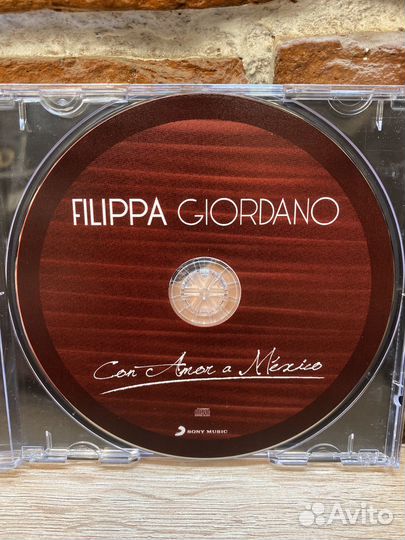 FILIPPA GIORDANO
Con Amor a México
SONY MUSIC
Avito